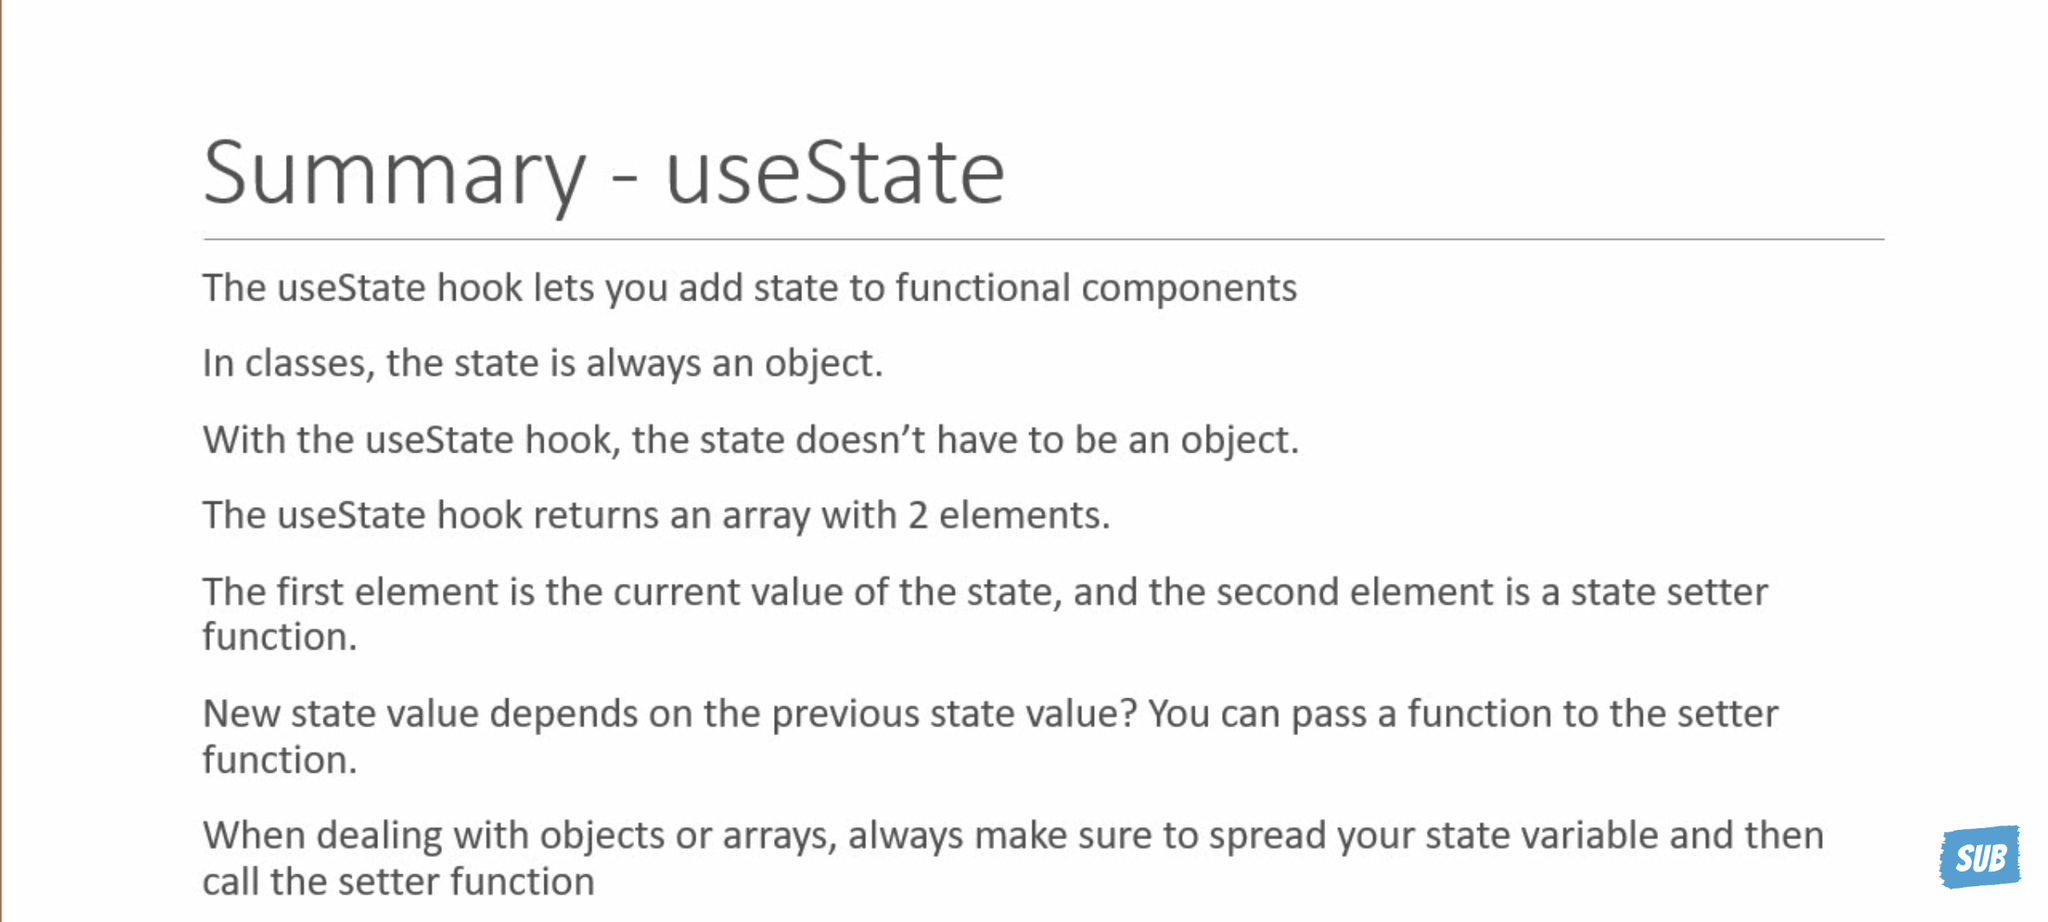 Summary - useState
The useState hook lets you add state to functional components
In classes, the state is always an object.
With the useState hook, the state doesn’t have to be an object.
The useState hook returns an array with 2 elements.
The first element is the current value of the state, and the second element is a state setter
function.
New state value depends on the previous state value? You can pass a function to the setter
function.
When dealing with objects or arrays, always make sure to spread your state variable and then
call the setter function
SUB